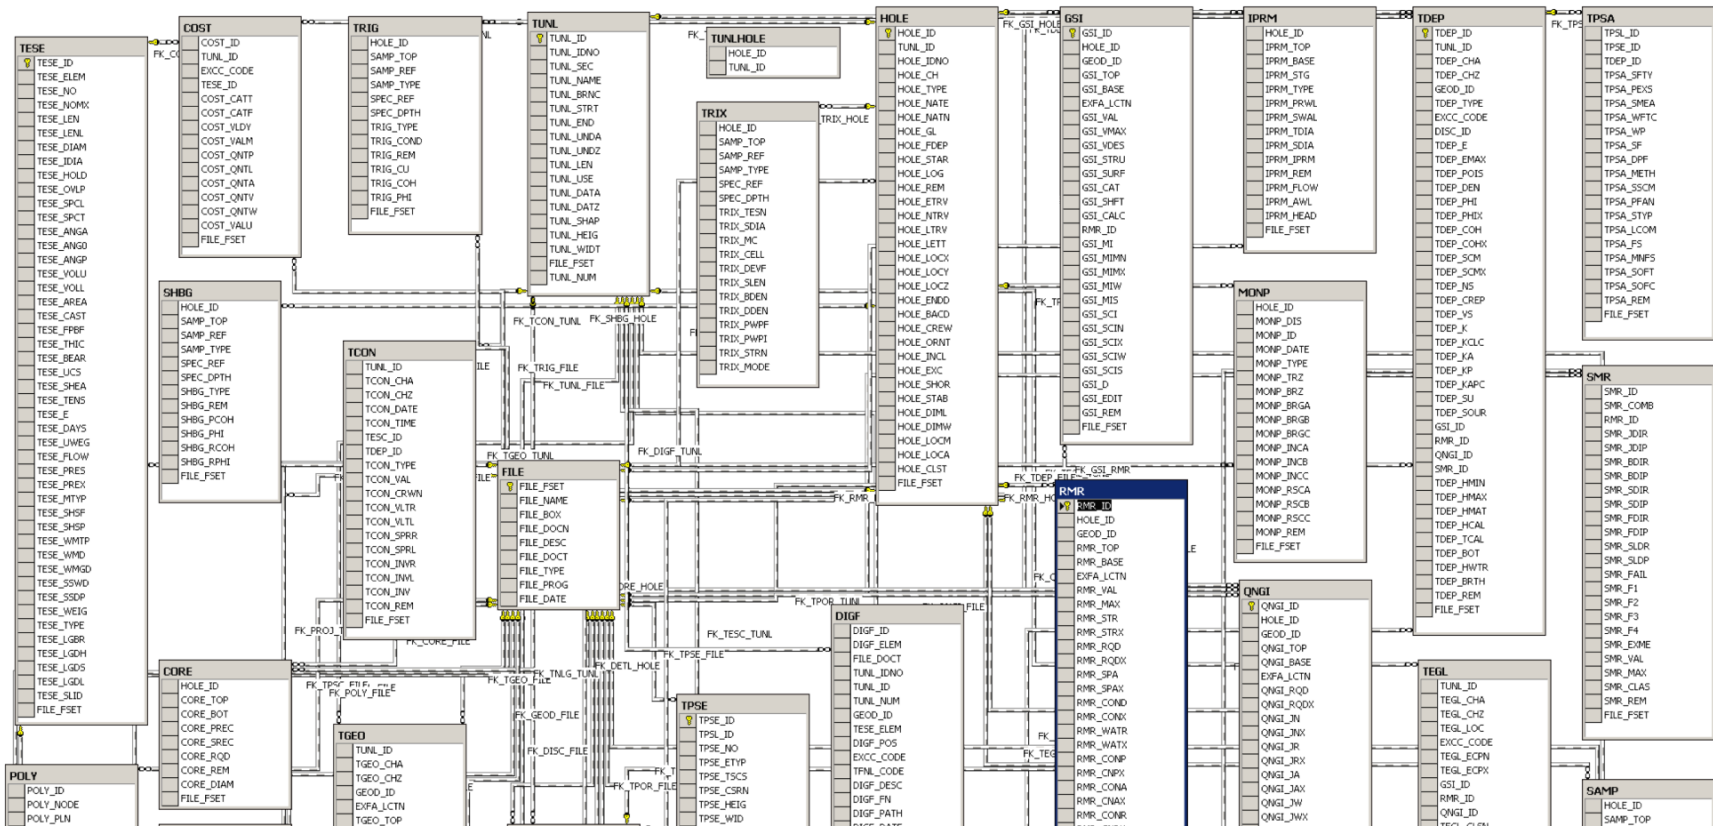 TESE
TESE_ID
TESE_ELEM
TESE_NO
TESE_NOMX
TESE_LEN
TESE_LENL
TESE_DIAM
TESE_IDIA
TESE_HOLD
TESE_OVLP
TESE_SPCL
TESE_SPCT
TESE_ANGA
TESE_ANGO
TESE_ANGP
TESE_VOLU
TESE_VOLL
TESE_AREA
TESE_CAST
TESE_FPBF
TESE_THIC
TESE_BEAR
TESE_UCS
TESE_SHEA
TESE_TENS
TESE_E
TESE_DAYS
TESE_UWEG
TESE_FLOW
TESE_PRES
TESE_PREX
TESE_MTYP
TESE_SHSF
TESE_SHSP
TESE_WMTP
TESE_WMD
TESE_WMGD
TESE_SSWD
TESE_SSDP
TESE_WEIG
TESE_TYPE
TESE_LGBR
TESE_LGDH
TESE_LGDS
TESE_LGDL
TESE_SLID
FILE_FSET
POLY
POLY_ID
POLY_NODE
POLY_PLN
COST
COST_ID
TUNL_ID
EXCC_CODE
TESE_ID
COST_CATT
COST_CATF
COST_VLDY
COST_VALM
COST_QNTP
COST_QNTL
COST_QNTA
COST_QNTV
COST_QNTW
COST_VALU
FILE_FSET
SHBG
HOLE_ID
SAMP_TOP
SAMP_REF
SAMP_TYPE
SPEC_REF
SPEC_DPTH
SHBG_TYPE
SHBG_REM
SHBG_PCOH
SHBG_PHI
SHBG_RCOH
SHBG_RPHI
FILE_FSET
CORE
HOLE_ID
CORE_TOP
CORE_BOT
CORE_PREC
CORE_SREC
CORE_RQD
CORE_REM
CORE_DIAM
FILE_FSET
TRIG
HOLE_ID
SAMP_TOP
SAMP_REF
SAMP_TYPE
SPEC_REF
SPEC_DPTH
TRIG_TYPE
TRIG_COND
TRIG_REM
TRIG_CU
TRIG_COH
TRIG_PHI
FILE_FSET
TCON
TUNL_ID
TCON_CHA
TCON_CHZ
TCON_DATE
TCON_TIME
TESC_ID
TDEP_ID
TCON_TYPE
TCON_VAL
TCON_CRWN
TCON_VLTR
TCON_VLTL
TCON_SPRR
TCON_SPRL
TCON_INVR
TCON_INVL
TCON_INV
TCON_REM
FILE_FSET
TGEO
TUNL_ID
TGEO_CHA
TGEO_CHZ
GEOD_ID
EXFA_LCTN
TGEO_TOP
TUNL
TUNL_ID
TUNL_IDNO
TUNL_SEC
TUNL_NAME
TUNL_BRNC
TUNL_STRT
TUNL_END
TUNL_UNDA
TUNL_UNDZ
TUNL_LEN
TUNL_USE
TUNL_DATA
TUNL_DATZ
TUNL_SHAP
TUNL_HEIG
TUNL_WIDT
FILE_FSET
TUNL_NUM
FK_TCON_TUNL
FK_SHBG_HOLE
FK_TRIG_FILE
FK_TUNL_FILE
FK_TGEO_TUNL
FK_DIGF_TUNL
FILE
FILE_FSET
FILE_NAME
FILE_BOX
FILE_DOCN
FILE_DESC
FILE_DOCT
FILE_TYPE
FILE_PROG
FILE_DATE
FK_CORE_FILE
FK_POLY_FILE
FK_TGEO_FILE
FK_TNLG_TUNL
FK_DETL_HOLE
FK_GEOD_FILE
FK_DISC_FILE
FK_TESC_TUNL
FK_TPSE_FILE
FK_TPOR_FILE
TUNLHOLE
HOLE_ID
TUNL_ID
TRIX
HOLE_ID
SAMP_TOP
SAMP_REF
SAMP_TYPE
SPEC_REF
SPEC_DPTH
TRIX_TESN
TRIX_SDIA
TRIX_MC
TRIX_CELL
TRIX_DEVF
TRIX_SLEN
TRIX_BDEN
TRIX_DDEN
TRIX_PWPF
TRIX_PWPI
TRIX_STRN
TRIX_MODE
TPSE
TPSE_ID
TPSL_ID
TPSE_NO
TPSE_ETYP
TPSE_TSCS
TPSE_CSRN
TPSE_HEIG
TPSE_WID
HOLE
HOLE_ID
TUNL_ID
HOLE_IDNO
HOLE_CH
HOLE_TYPE
HOLE_NATE
HOLE_NATN
HOLE_GL
HOLE_FDEP
HOLE_STAR
HOLE_LOG
HOLE_REM
HOLE_ETRV
HOLE_NTRV
HOLE_LTRV
HOLE_LETT
HOLE_LOCX
HOLE_LOCY
HOLE_LOCZ
HOLE_ENDD
HOLE_BACD
HOLE_CREW
HOLE_ORNT
HOLE_INCL
HOLE_EXC
HOLE_SHOR
HOLE_STAB
HOLE_DIML
HOLE_DIMW
HOLE_LOCM
HOLE_LOCA
HOLE_CLST
FILE_FSET
DIGF
DIGF_ID
DIGF_ELEM
FILE_DOCT
TUNL_IDNO
TUNL_ID
TUNL_NUM
GEOD_ID
TESE_ELEM
DIGF_POS
EXCC_CODE
TFNL_CODE
DIGF_DESC
DIGF_FN
DIGF_PATH
GSI
GSI_ID
HOLE_ID
GEOD_ID
GSI_TOP
GSI_BASE
EXFA_LCTN
GSI_VAL
GSI_VMAX
GSI_VDES
GSI_STRU
GSI_SURF
GSI_CAT
GSI_SHFT
GSI_CALC
RMR_ID
GSI_MI
GSI_MIMN
GSI_MIMX
GSI_MIW
GSI_MIS
GSI_SCI
GSI_SCIN
GSI_SCIX
GSI_SCIW
GSI_SCIS
GSI_D
GSI_EDIT
GSI_REM
FILE_FSET
FK_GSI_RMR
RMR
RMR_ID
HOLE_ID
GEOD_ID
RMR_TOP
RMR_BASE
EXFA_LCTN
RMR_VAL
RMR_MAX
RMR_STR
RMR_STRX
RMR_RQD
RMR_RQDX
RMR_SPA
RMR_SPAX
RMR_COND
RMR_CONX
RMR_WATR
RMR_WATX
RMR_CONP
RMR_CNPX
RMR_CONA
RMR_CNAX
RMR_CONR
IPRM
HOLE_ID
IPRM_TOP
IPRM_BASE
IPRM_STG
IPRM_TYPE
IPRM_PRWL
IPRM_SWAL
IPRM_TDIA
IPRM_SDIA
IPRM_IPRM
IPRM_REM
IPRM_FLOW
IPRM_AWL
IPRM_HEAD
FILE_FSET
MONP
HOLE_ID
MONP_DIS
MONP_ID
MONP_DATE
MONP_TYPE
MONP_TRZ
MONP_BRZ
MONP_BRGA
MONP_BRGB
MONP_BRGC
MONP_INCA
MONP_INCB
MONP_INCC
MONP_RSCA
MONP_RSCB
MONP_RSCC
MONP_REM
FILE_FSET
QNGI
QNGI_ID
HOLE_ID
GEOD_ID
QNGI_TOP
QNGI_BASE
EXFA_LCTN
QNGI_RQD
QNGI_RQDX
QNGI_JN
QNGI_JNX
QNGI_JR
QNGI_JRX
QNGI_JA
QNGI_JAX
QNGI_JW
QNGI_JWX
TDEP
TDEP_ID
TUNL_ID
TDEP_CHA
TDEP_CHZ
GEOD_ID
TDEP_TYPE
EXCC_CODE
DISC_ID
TDEP_E
TDEP_EMAX
TDEP_POIS
TDEP_DEN
TDEP_PHI
TDEP_PHIX
TDEP_COH
TDEP_COHX
TDEP_SCM
TDEP_SCMX
TDEP_NS
TDEP_CREP
TDEP_VS
TDEP_K
TDEP_KCLC
TDEP_KA
TDEP_KP
TDEP_KAPC
TDEP_SU
TDEP_SOUR
GSI_ID
RMR_ID
QNGI_ID
SMR_ID
TDEP_HMIN
TDEP_HMAX
TDEP_HMAT
TDEP_HCAL
TDEP_TCAL
TDEP_BOT
TDEP_HWTR
TDEP_BRTH
TDEP_REM
FILE_FSET
TEGL
TUNL_ID
TEGL_CHA
TEGL_CHZ
TEGL_LOC
EXCC_CODE
TEGL_ECPN
TEGL_ECPX
GSI_ID
RMR_ID
QNGI_ID
TPSA
TPSL_ID
TPSE_ID
TDEP_ID
TPSA_SFTY
TPSA_PEXS
TPSA_SMEA
TPSA_WFTC
TPSA_WP
TPSA_SF
TPSA_DPF
TPSA_METH
TPSA_SSCM
TPSA_PFAN
TPSA_STYP
TPSA_LCOM
TPSA_FS
TPSA_MNFS
TPSA_SOFT
TPSA_SOFC
TPSA_REM
FILE_FSET
SMR
SMR_ID
SMR_COMB
RMR_ID
SMR_JDIR
SMR_JDIP
SMR_BDIR
SMR_BDIP
SMR_SDIR
SMR_SDIP
SMR_FDIR
SMR_FDIP
SMR_SLDR
SMR_SLDP
SMR_FAIL
SMR_F1
SMR_F2
SMR_F3
SMR_F4
SMR_EXME
SMR_VAL
SMR_MAX
SMR_CLAS
SMR_REM
FILE_FSET
SAMP
HOLE_ID
SAMP_TOP